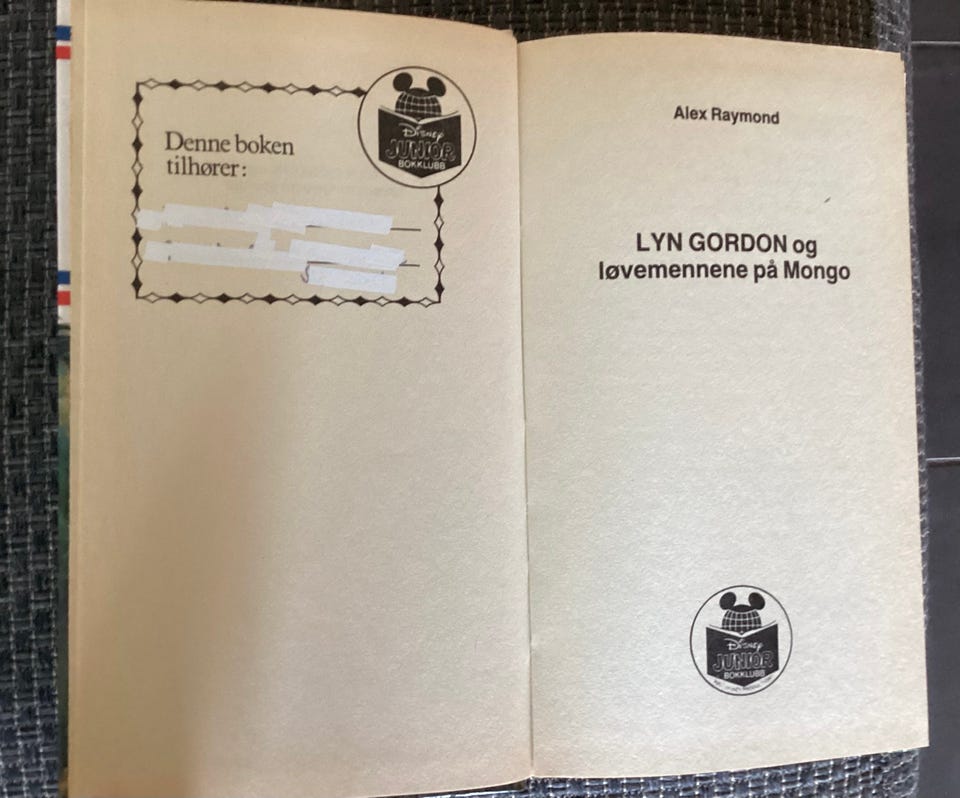 Denne boken
tilhører:
Disney
JUNIOR
BOKKLUBB
Alex Raymond
LYN GORDON og
løvemennene på Mongo
Disney
JUNIOR
BOKKLUBB